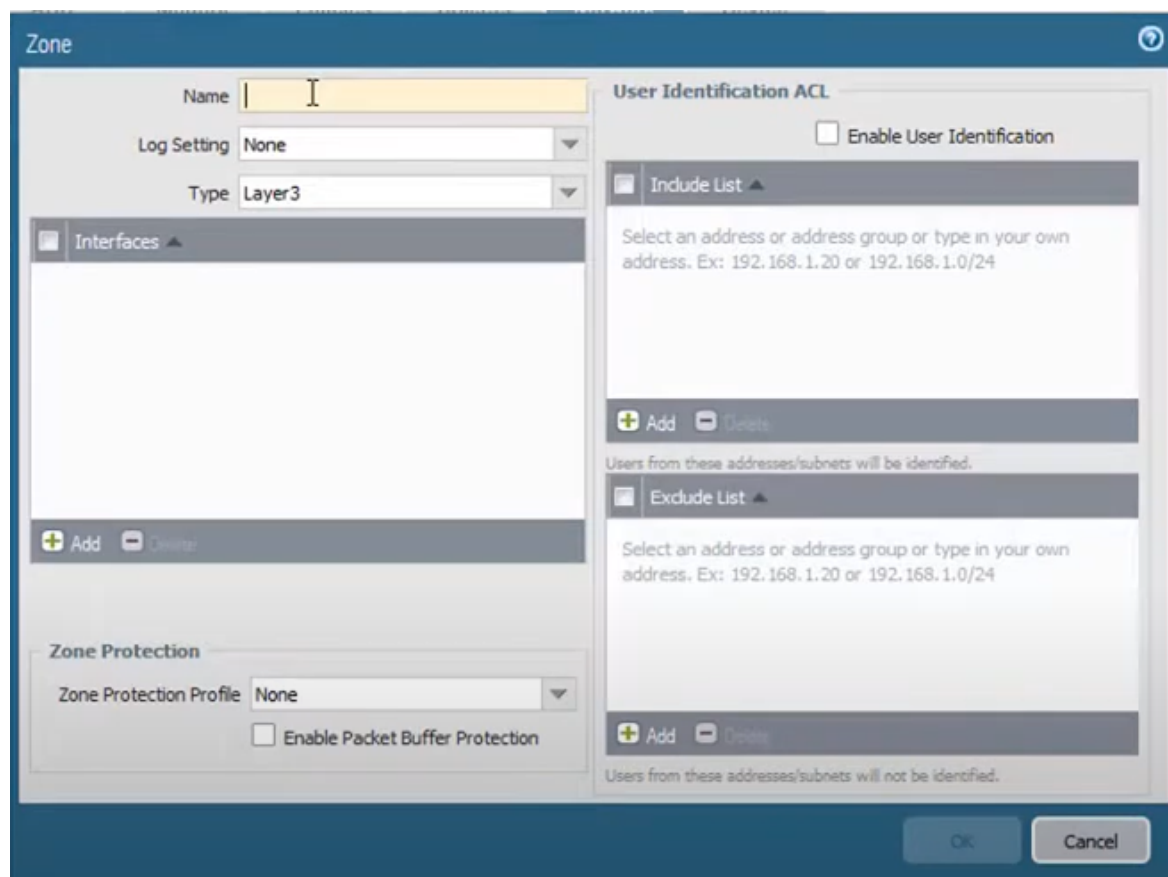 Zone
Name
Log Setting None
Type Layer3
Interfaces
Add Delete
Zone Protection
Zone Protection Profile None
Enable Packet Buffer Protection
User Identification ACL
Enable User Identification
Include List
Select an address or address group or type in your own
address. Ex: 192.168.1.20 or 192.168.1.0/24
Add Delete
Users from these addresses/subnets will be identified.
Exclude List
Select an address or address group or type in your own
address. Ex: 192.168.1.20 or 192.168.1.0/24
Add Delete
Users from these addresses/subnets will not be identified.
OK Cancel